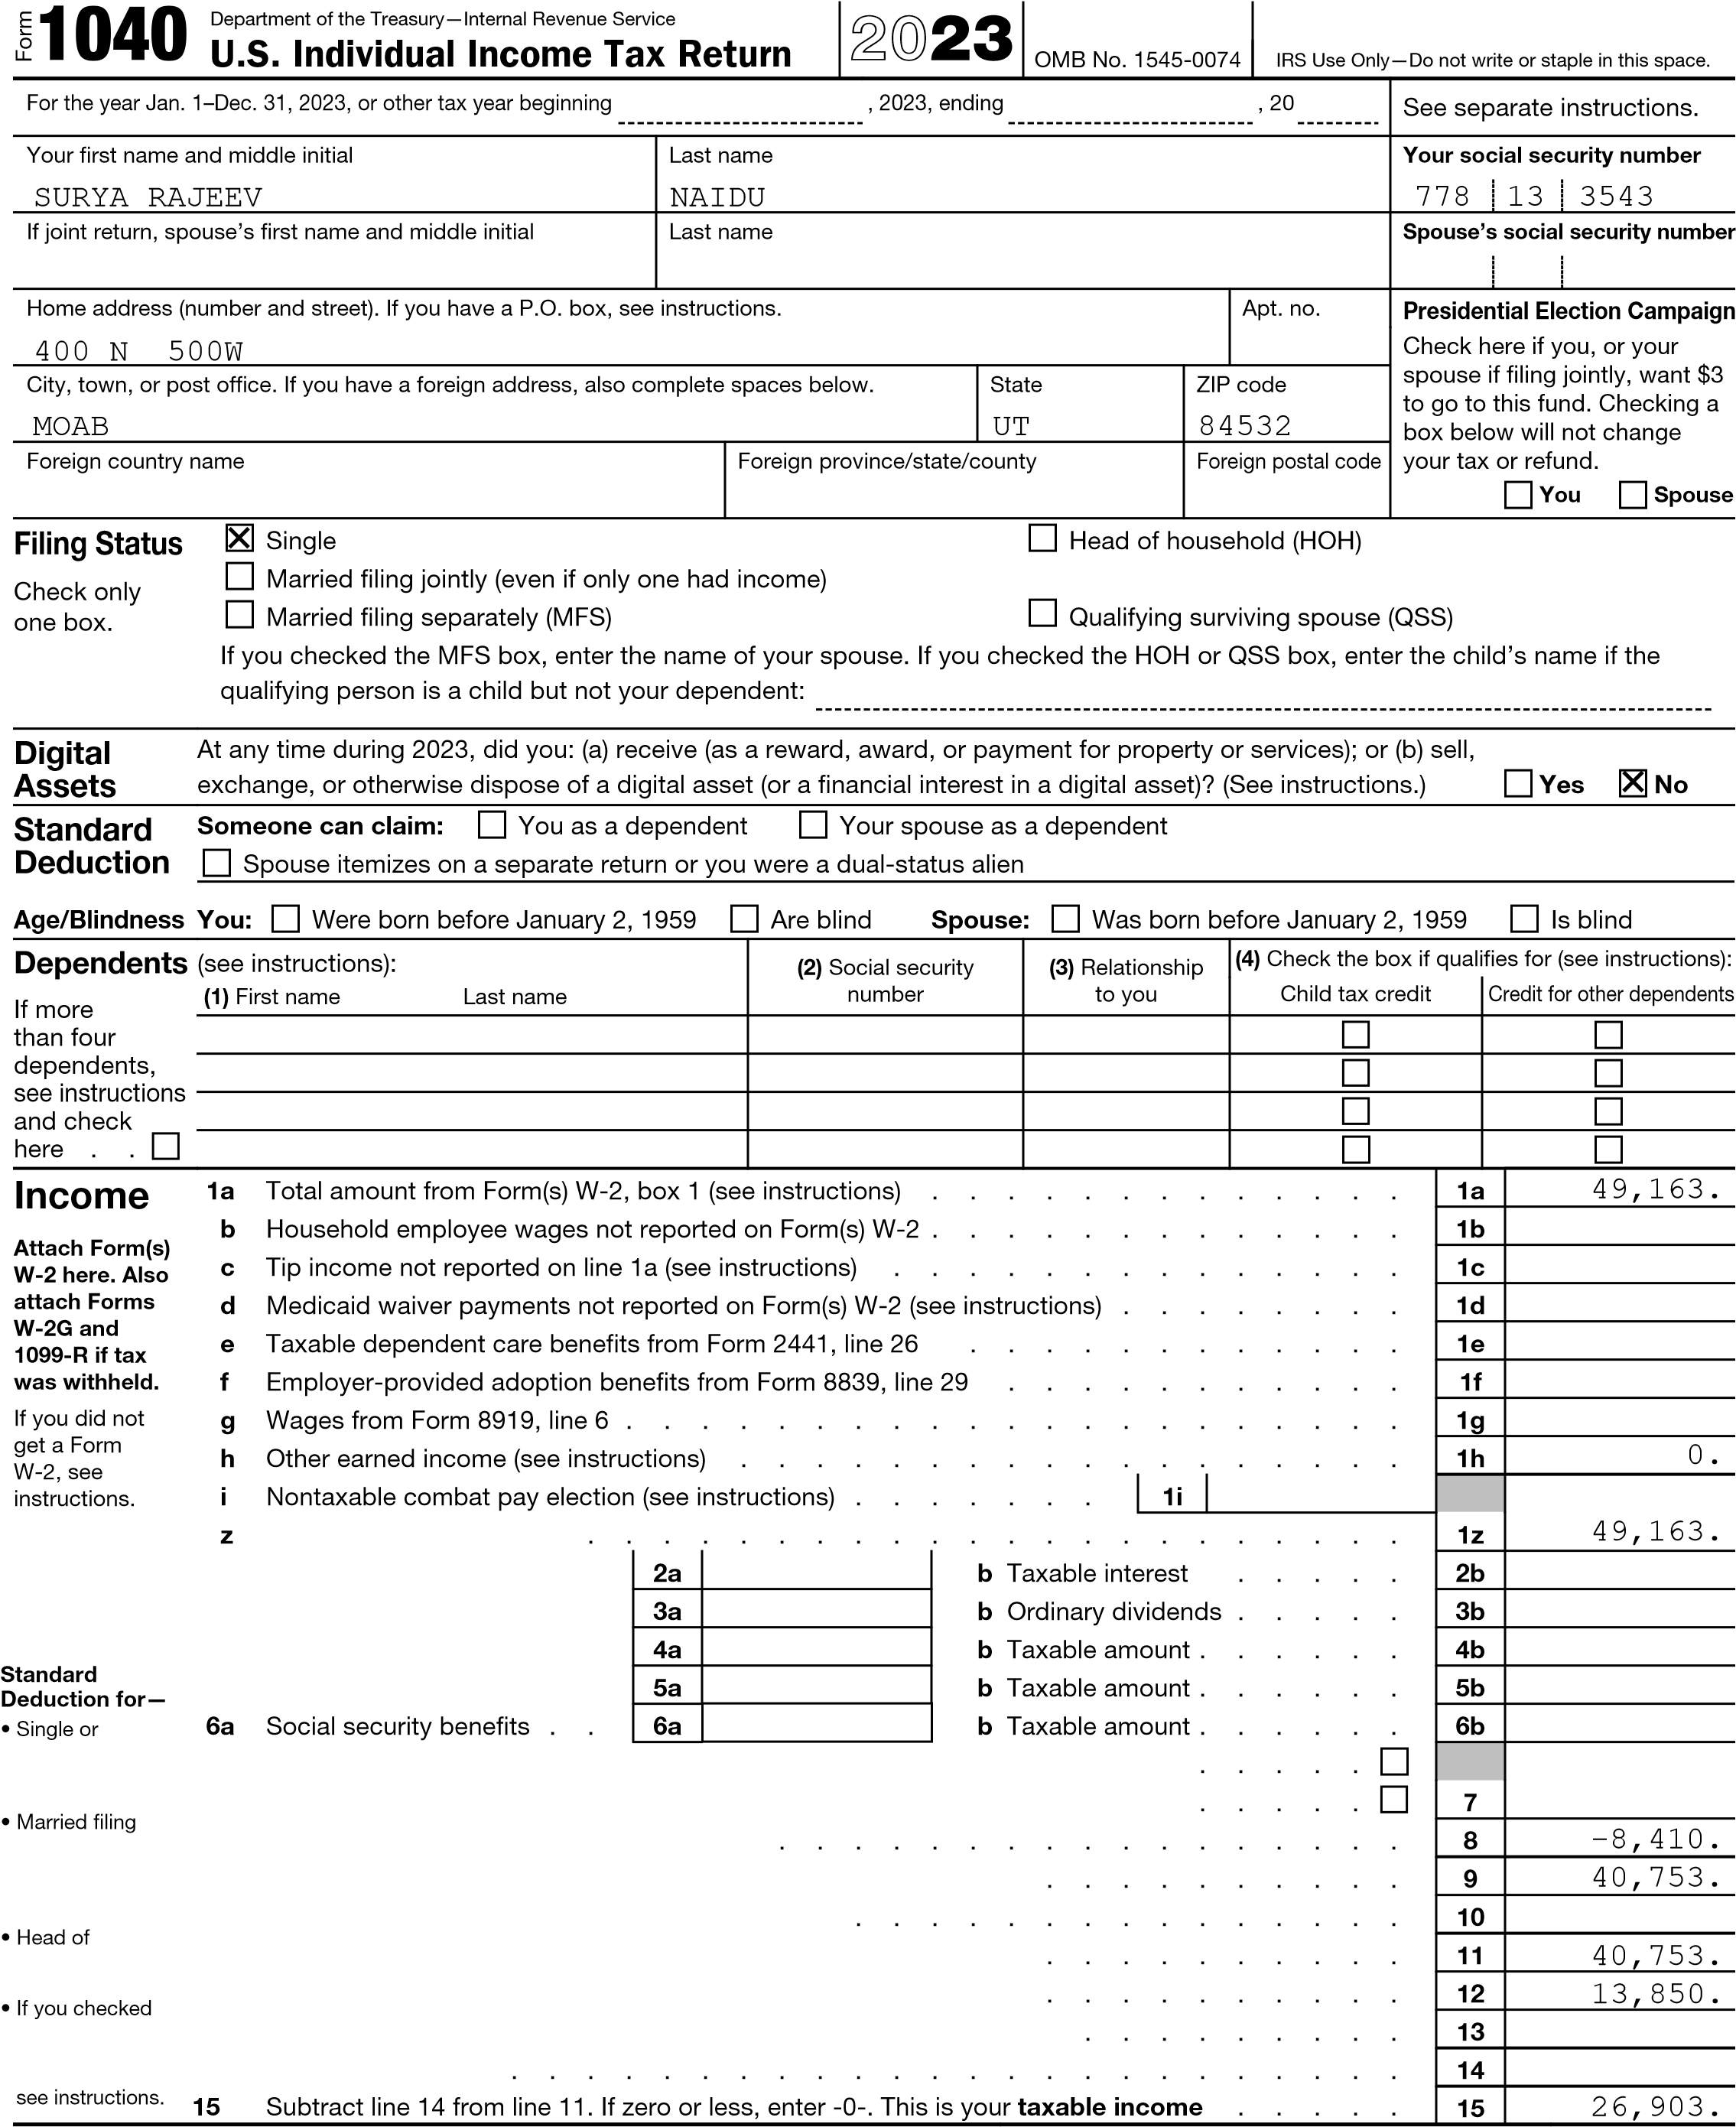 Form 1040 Department of the Treasury—Internal Revenue Service
U.S. Individual Income Tax Return 2023 OMB No. 1545-0074 IRS Use Only—Do not write or staple in this space.
For the year Jan. 1–Dec. 31, 2023, or other tax year beginning , 2023, ending , 20 See separate instructions.
Your first name and middle initial Last name Your social security number
SURYA RAJEEV NAIDU 778 13 3543
If joint return, spouse's first name and middle initial Last name Spouse's social security number
Home address (number and street). If you have a P.O. box, see instructions. Apt. no. Presidential Election Campaign
400 N 500W
Check here if you, or your
spouse if filing jointly, want $3
to go to this fund. Checking a
box below will not change
your tax or refund.
You Spouse
City, town, or post office. If you have a foreign address, also complete spaces below. State ZIP code
MOAB UT 84532
Foreign country name Foreign province/state/county Foreign postal code
Filing Status
Check only
one box.
Single Head of household (HOH)
Married filing jointly (even if only one had income)
Married filing separately (MFS) Qualifying surviving spouse (QSS)
If you checked the MFS box, enter the name of your spouse. If you checked the HOH or QSS box, enter the child's name if the
qualifying person is a child but not your dependent:
Digital
Assets
At any time during 2023, did you: (a) receive (as a reward, award, or payment for property or services); or (b) sell,
exchange, or otherwise dispose of a digital asset (or a financial interest in a digital asset)? (See instructions.) Yes No
Standard
Deduction
Someone can claim: You as a dependent Your spouse as a dependent
Spouse itemizes on a separate return or you were a dual-status alien
Age/Blindness You: Were born before January 2, 1959 Are blind Spouse: Was born before January 2, 1959 Is blind
Dependents (see instructions):
(1) First name Last name
(2) Social security
number
(3) Relationship
to you
(4) Check the box if qualifies for (see instructions):
Child tax credit Credit for other dependents
If more
than four
dependents,
see instructions
and check
here . .
Income
Attach Form(s)
W-2 here. Also
attach Forms
W-2G and
1099-R if tax
was withheld.
If you did not
get a Form
W-2, see
instructions.
1a Total amount from Form(s) W-2, box 1 (see instructions) 1a 49,163.
b Household employee wages not reported on Form(s) W-2 1b
c Tip income not reported on line 1a (see instructions) 1c
d Medicaid waiver payments not reported on Form(s) W-2 (see instructions) 1d
e Taxable dependent care benefits from Form 2441, line 26 1e
f Employer-provided adoption benefits from Form 8839, line 29 1f
g Wages from Form 8919, line 6 1g
h Other earned income (see instructions) 1h 0.
i Nontaxable combat pay election (see instructions) 1i
z 1z 49,163.
2a b Taxable interest 2b
3a b Ordinary dividends 3b
4a b Taxable amount 4b
5a b Taxable amount 5b
6a Social security benefits 6a b Taxable amount 6b
Standard
Deduction for—
• Single or
7
• Married filing
8 -8,410.
9 40,753.
10
• Head of
11 40,753.
12 13,850.
• If you checked
13
14
see instructions.
15 Subtract line 14 from line 11. If zero or less, enter -0-. This is your taxable income 15 26,903.